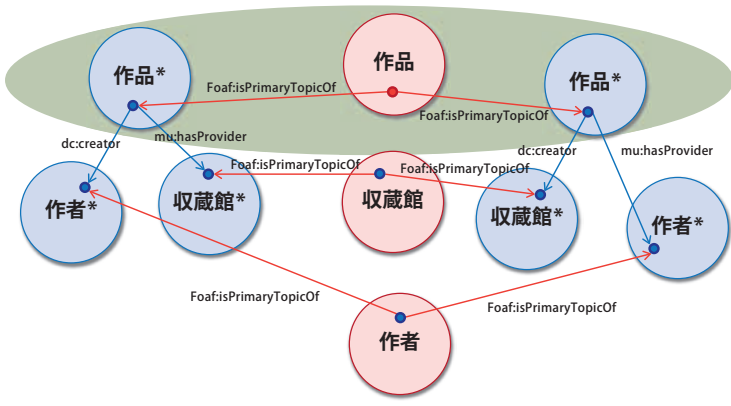 作品*
作品
作品*
Foaf:isPrimaryTopicOf
Foaf:isPrimaryTopicOf
dc:creator
mu:hasProvider
dc:creator
mu:hasProvider
Foaf:isPrimaryTopicOf
Foaf:isPrimaryTopicOf
作者*
収蔵館*
収蔵館
収蔵館*
作者*
Foaf:isPrimaryTopicOf
Foaf:isPrimaryTopicOf
作者